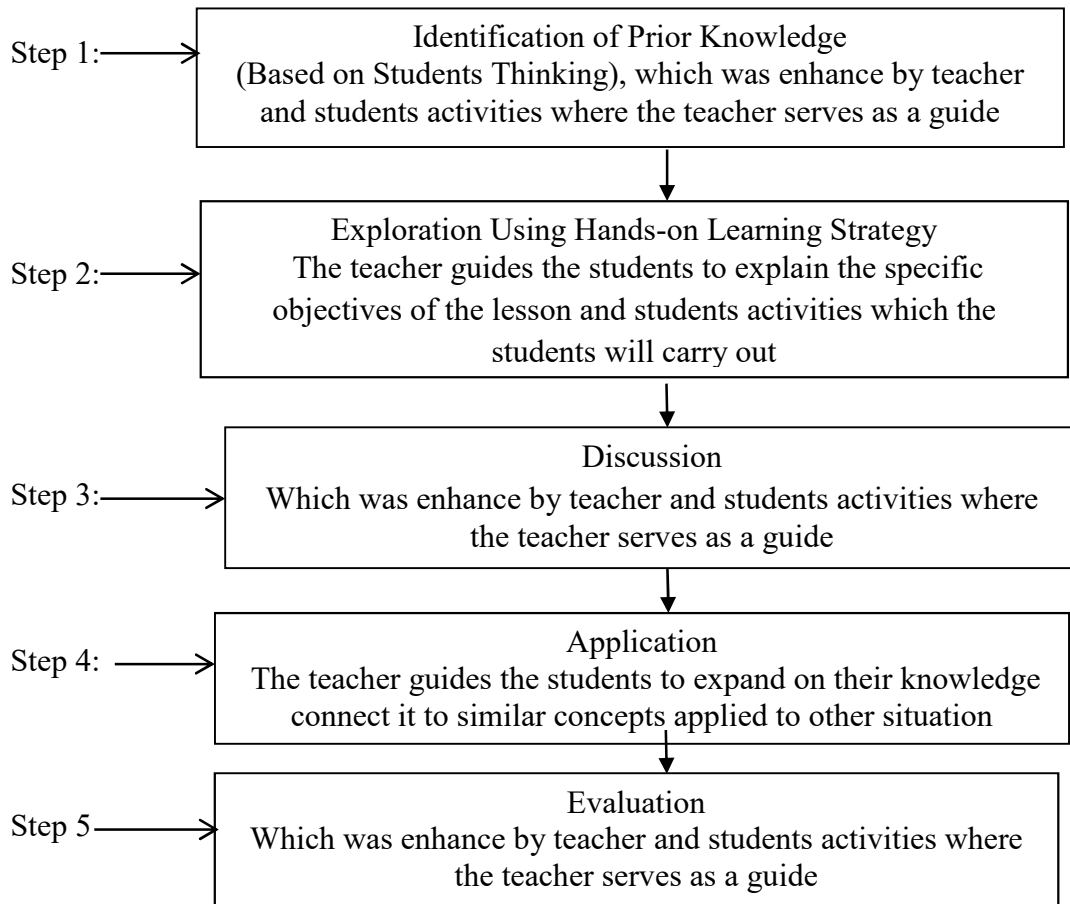 Step 1:
Identification of Prior Knowledge
(Based on Students Thinking), which was enhance by teacher
and students activities where the teacher serves as a guide
Step 2:
Exploration Using Hands-on Learning Strategy
The teacher guides the students to explain the specific
objectives of the lesson and students activities which the
students will carry out
Step 3:
Discussion
Which was enhance by teacher and students activities where
the teacher serves as a guide
Step 4:
Application
The teacher guides the students to expand on their knowledge
connect it to similar concepts applied to other situation
Step 5
Evaluation
Which was enhance by teacher and students activities where
the teacher serves as a guide